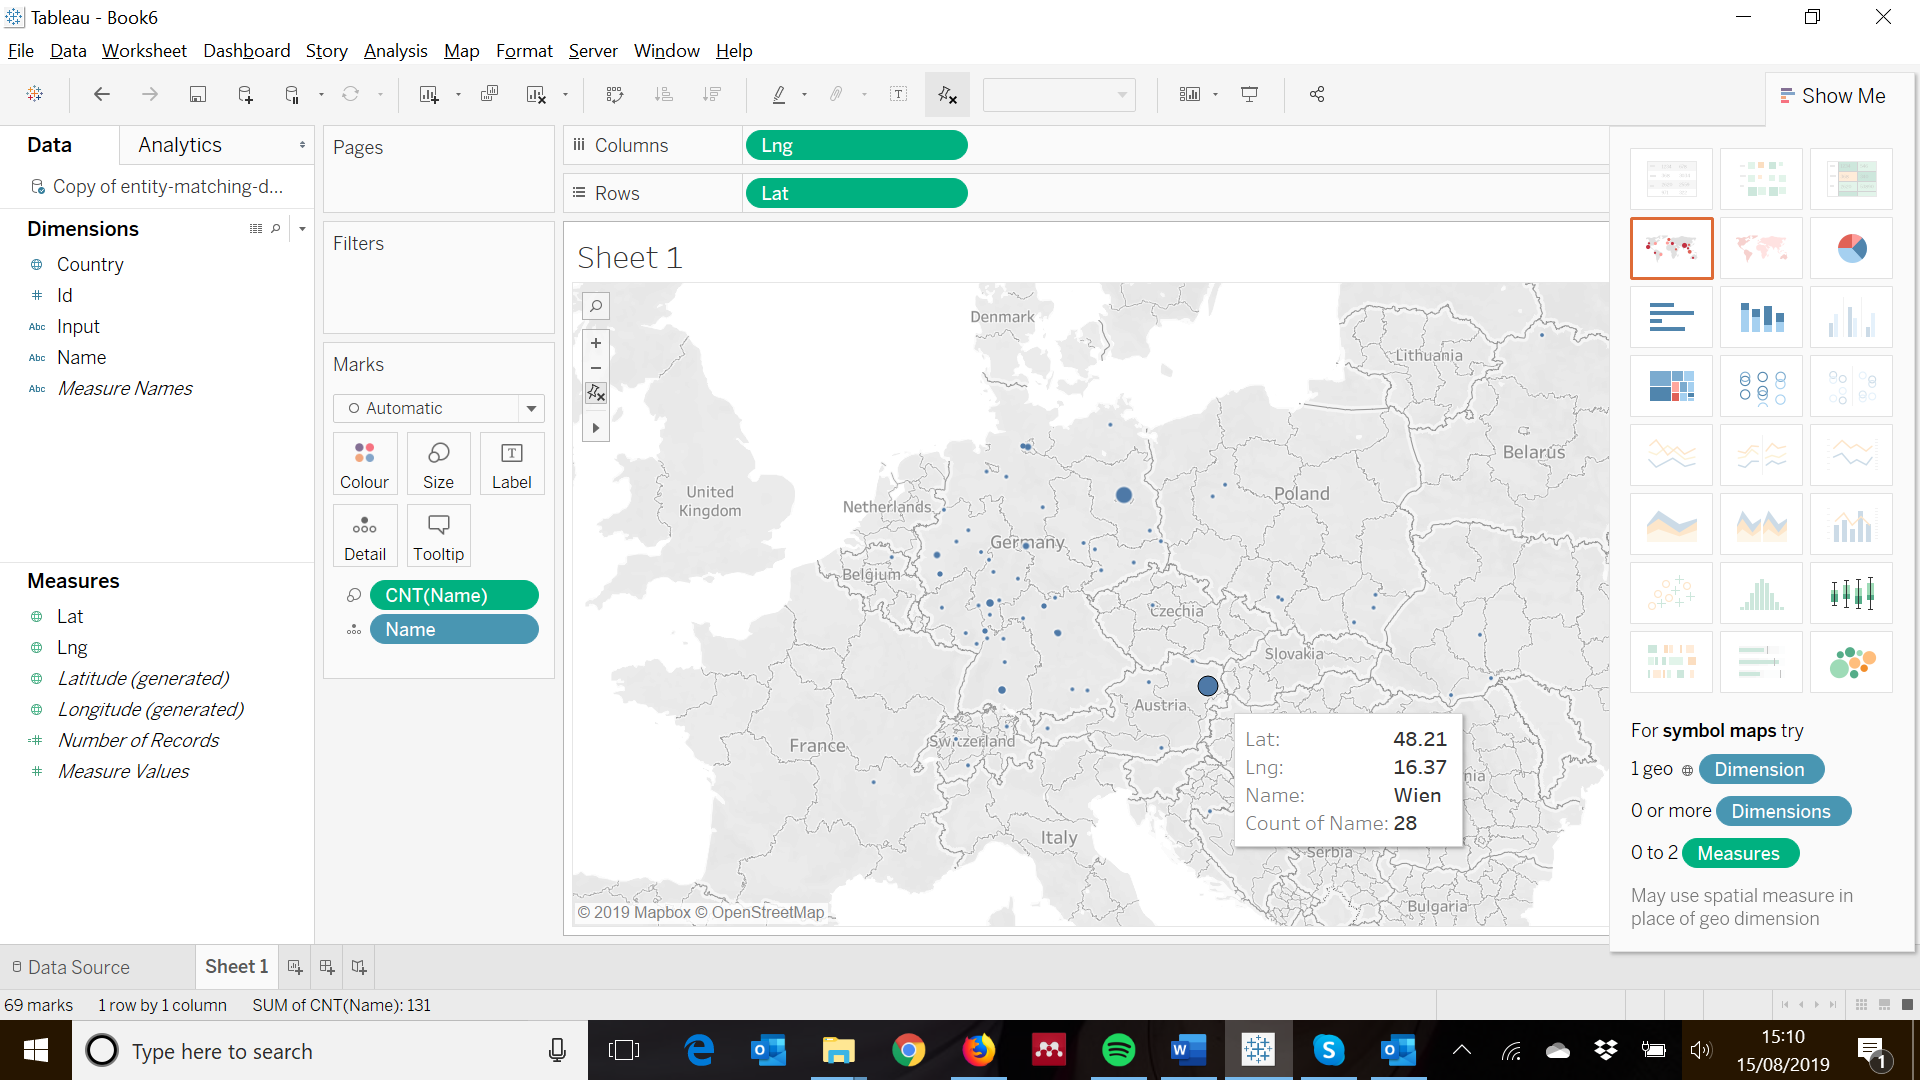 Tableau - Book6
File Data Worksheet Dashboard Story Analysis Map Format Server Window Help
Show Me
Data
Analytics
Copy of entity-matching-d...
Dimensions
Country
Id
Abc Input
Abc Name
Abc Measure Names
Measures
Lat
Lng
Latitude (generated)
Longitude (generated)
Number of Records
Measure Values
Pages
Filters
Marks
Automatic
Colour
Size
Label
Detail
Tooltip
CNT(Name)
Name
Columns
Lng
Rows
Lat
Sheet 1
Denmark
Lithuania
Belarus
United
Kingdom
Netherlands
Poland
Germany
Belgium
Czechia
Slovakia
Austria
France
Switzerland
Italy
Serbia
Bulgaria
nia
Lat: 48.21
Lng: 16.37
Name: Wien
Count of Name: 28
© 2019 Mapbox © OpenStreetMap
For symbol maps try
1 geo Dimension
0 or more Dimensions
0 to 2 Measures
May use spatial measure in
place of geo dimension
Data Source
Sheet 1
69 marks 1 row by 1 column SUM of CNT(Name): 131
Type here to search
15:10
15/08/2019
1